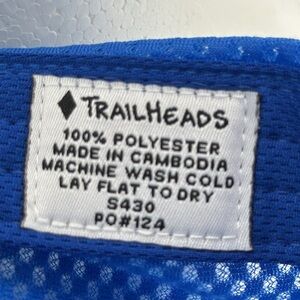 TRAILHEADS
100% POLYESTER
MADE IN CAMBODIA
MACHINE WASH COLD
LAY FLAT TO DRY
S430
PO#124